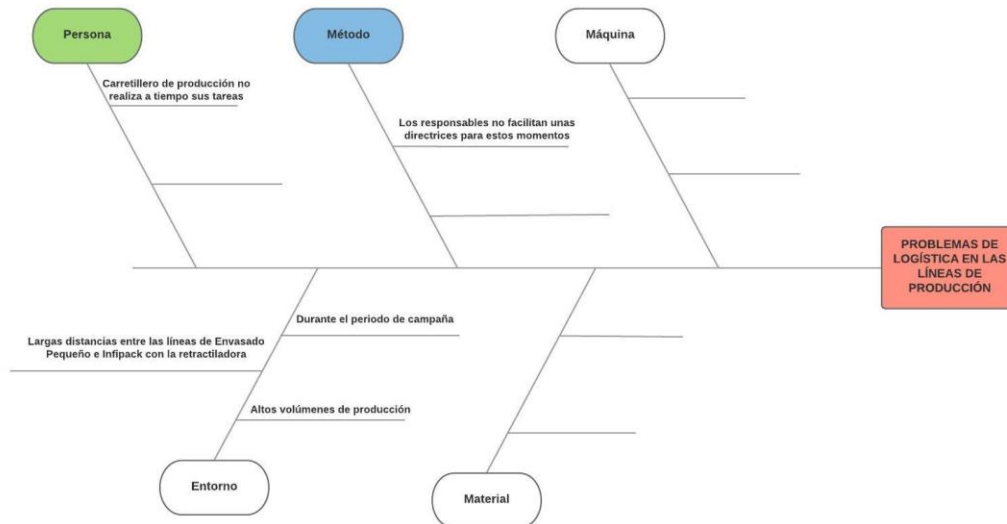 Persona
Método
Máquina
Carretillero de producción no
realiza a tiempo sus tareas
Los responsables no facilitan unas
directrices para estos momentos
PROBLEMAS DE
LOGÍSTICA EN LAS
LÍNEAS DE
PRODUCCIÓN
Durante el periodo de campaña
Largas distancias entre las líneas de Envasado
Pequeño e Infipack con la retractiladora
Altos volúmenes de producción
Entorno
Material